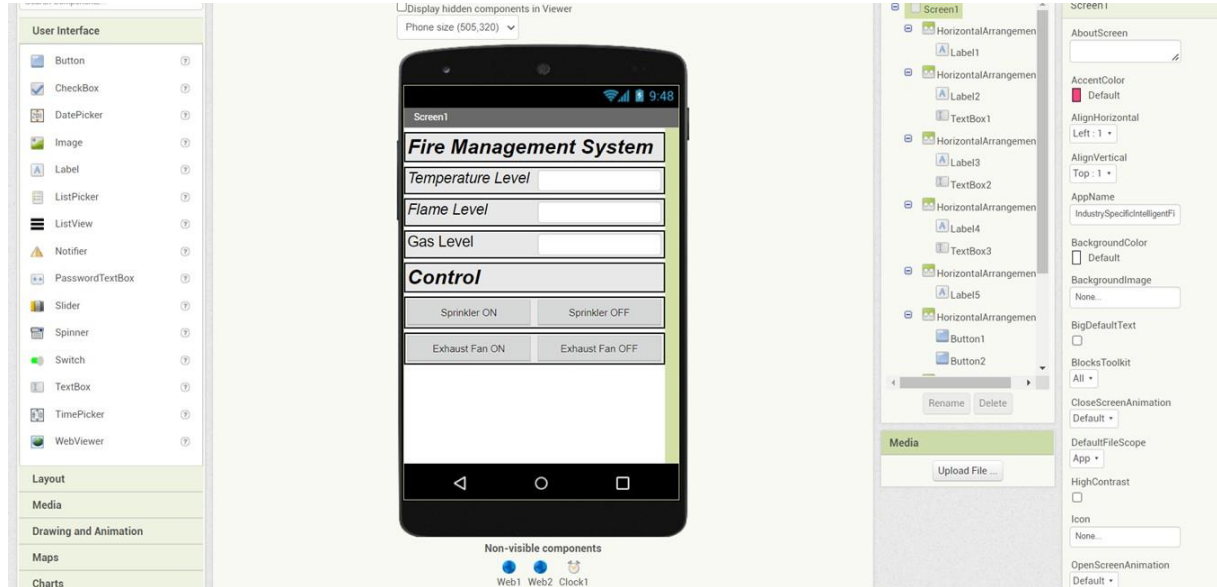 User Interface
Button
CheckBox
DatePicker
Image
Label
ListPicker
ListView
Notifier
PasswordTextBox
Slider
Spinner
Switch
TextBox
TimePicker
WebViewer
Layout
Media
Drawing and Animation
Maps
Charts
Display hidden components in Viewer
Phone size (505,320)
9:48
Screen1
Fire Management System
Temperature Level
Flame Level
Gas Level
Control
Sprinkler ON Sprinkler OFF
Exhaust Fan ON Exhaust Fan OFF
Non-visible components
Web1 Web2 Clock1
Screen1
HorizontalArrangemen
Label1
HorizontalArrangemen
Label2
TextBox1
HorizontalArrangemen
Label3
TextBox2
HorizontalArrangemen
Label4
TextBox3
HorizontalArrangemen
Label5
HorizontalArrangemen
Button1
Button2
Rename Delete
Media
Upload File ...
Screen1
AboutScreen
AccentColor
Default
AlignHorizontal
Left : 1
AlignVertical
Top : 1
AppName
IndustrySpecificIntelligentFi
BackgroundColor
Default
BackgroundImage
None...
BigDefaultText
BlocksToolkit
All
CloseScreenAnimation
Default
DefaultFileScope
App
HighContrast
Icon
None...
OpenScreenAnimation
Default